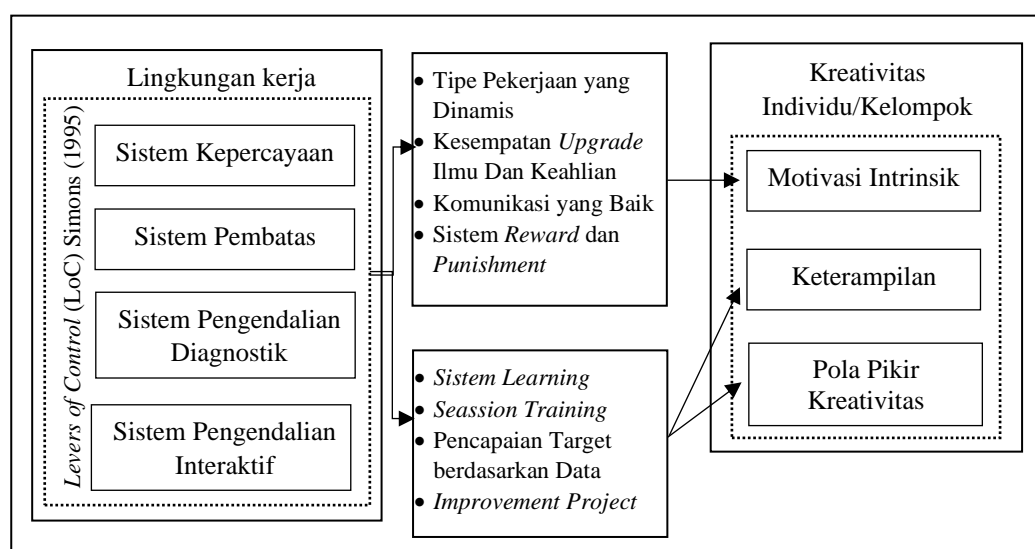 Lingkungan kerja
Levers of Control (LoC) Simons (1995)
Sistem Kepercayaan
Sistem Pembatas
Sistem Pengendalian
Diagnostik
Sistem Pengendalian
Interaktif
• Tipe Pekerjaan yang
Dinamis
• Kesempatan Upgrade
Ilmu Dan Keahlian
• Komunikasi yang Baik
• Sistem Reward dan
Punishment
• Sistem Learning
• Seassion Training
• Pencapaian Target
berdasarkan Data
• Improvement Project
Kreativitas
Individu/Kelompok
Motivasi Intrinsik
Keterampilan
Pola Pikir
Kreativitas